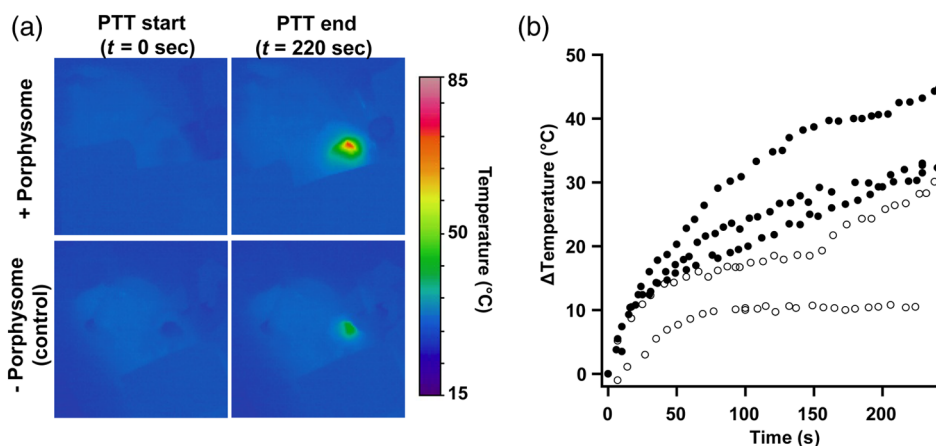 (a)
PTT start
(t = 0 sec)
PTT end
(t = 220 sec)
+ Porphysome
- Porphysome
(control)
85
50
15
Temperature (°C)
(b)
50
40
30
20
10
0
ΔTemperature (°C)
0 50 100 150 200
Time (s)